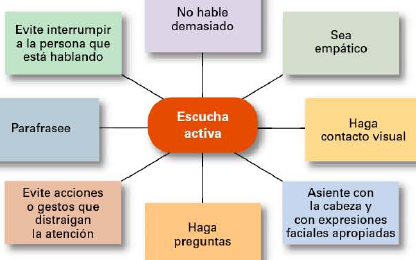 No hable
demasiado
Evite interrumpir
a la persona que
está hablando
Sea
empático
Parafrasee
Escucha
activa
Haga
contacto visual
Evite acciones
o gestos que
distraigan
la atención
Haga
preguntas
Asiente con
la cabeza y
con expresiones
faciales apropiadas